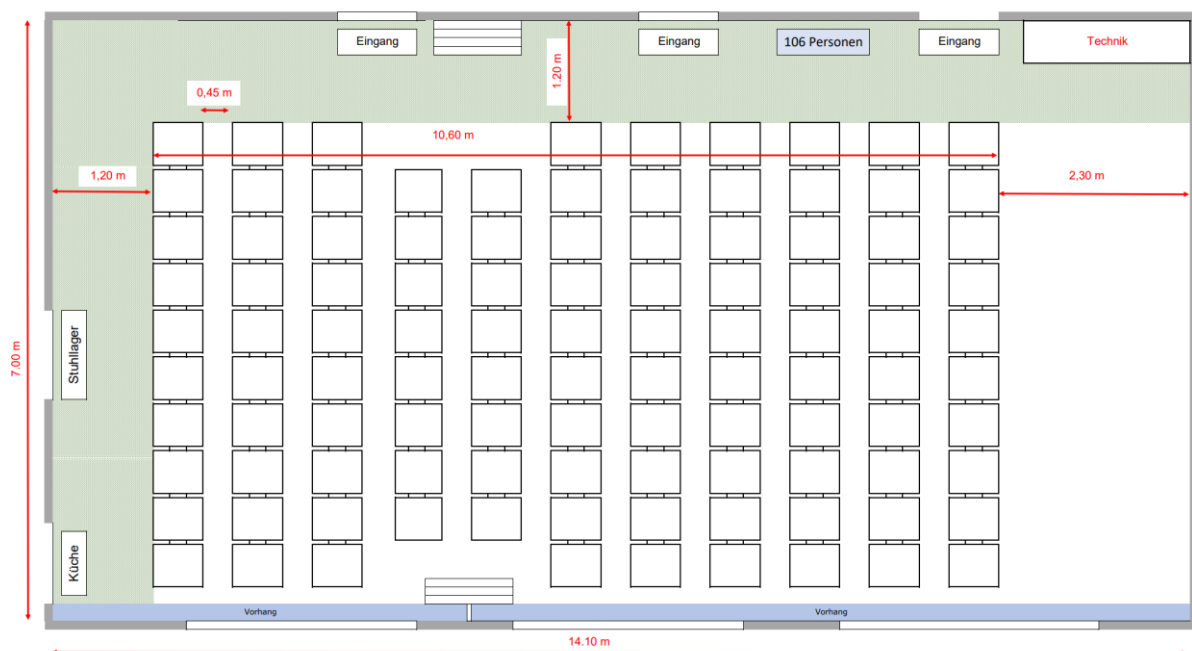 Eingang
Eingang
106 Personen
Eingang
Technik
1.20 m
0,45 m
10,60 m
1,20 m
2,30 m
7.00 m
Stuhllager
Küche
Vorhang
Vorhang
14.10 m